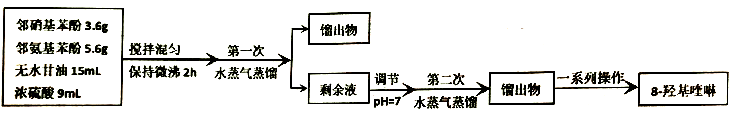 邻硝基苯酚 3.6g
邻氨基苯酚 5.6g
无水甘油 15mL
浓硫酸 9mL
搅拌混匀
保持微沸 2h
第一次
水蒸气蒸馏
馏出物
剩余液
调节
pH=7
第二次
水蒸气蒸馏
馏出物
一系列操作
8-羟基喹啉